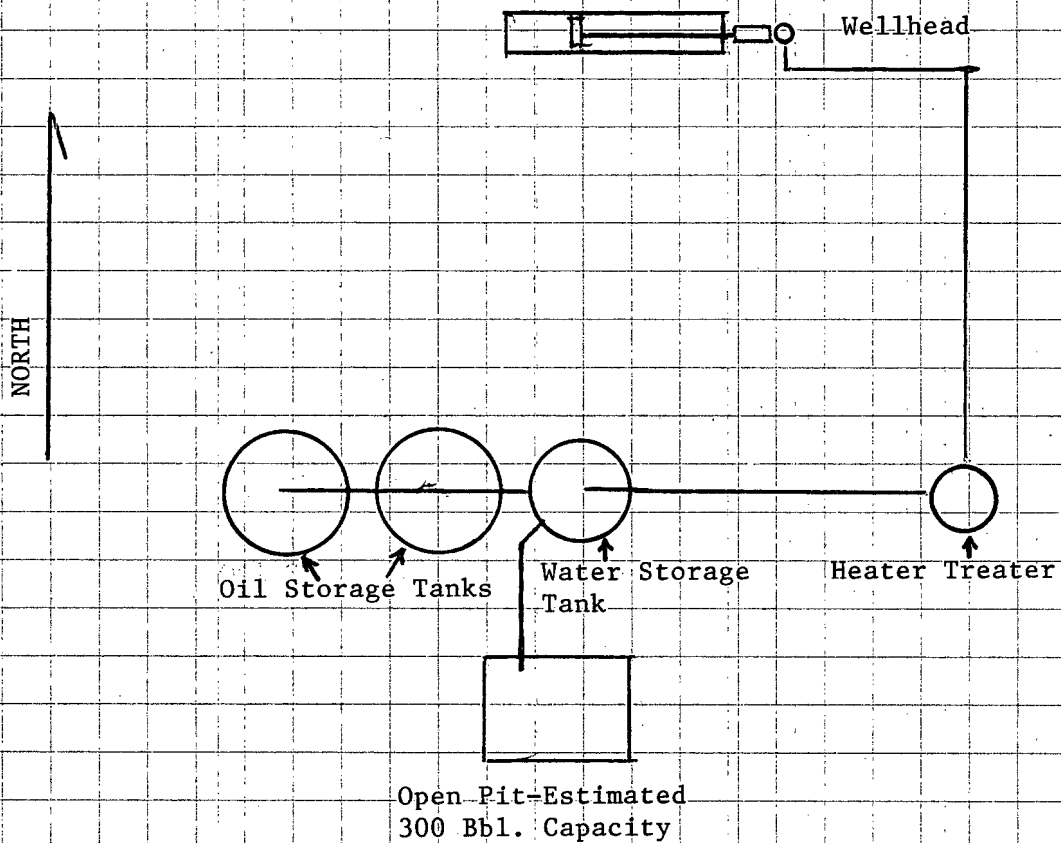 Wellhead
NORTH
Oil Storage Tanks
Water Storage
Tank
Heater Treater
Open Pit-Estimated
300 Bbl. Capacity